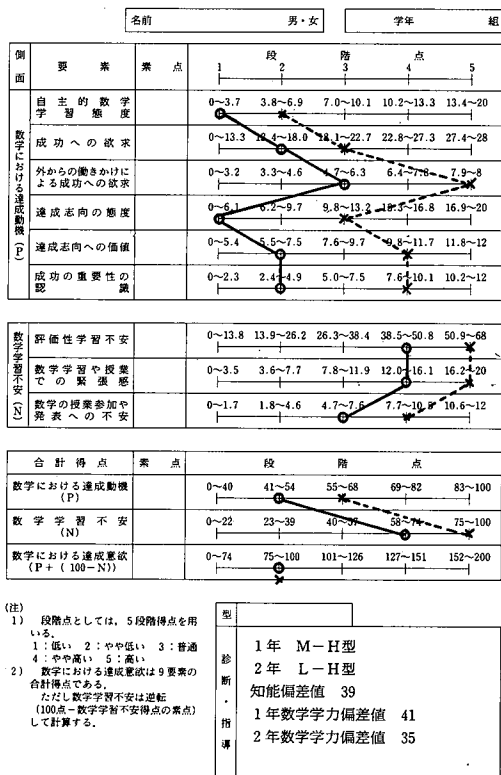 名前 男・女 学年 組
側面 要素 素点 段階点
1 2 3 4 5
数学における達成動機(P)
自主的数学学習態度 0~3.7 3.8~6.9 7.0~10.1 10.2~13.3 13.4~20
成功への欲求 0~13.3 13.4~18.0 18.1~22.7 22.8~27.3 27.4~28
外からの働きかけによる成功への欲求 0~3.2 3.3~4.6 4.7~6.3 6.4~7.8 7.9~8
達成志向の態度 0~6.1 6.2~9.7 9.8~13.2 13.3~16.8 16.9~20
達成志向への価値 0~5.4 5.5~7.5 7.6~9.7 9.8~11.7 11.8~12
成功の重要性の認識 0~2.3 2.4~4.9 5.0~7.5 7.6~10.1 10.2~12
数学学習不安(N)
評価性学習不安 0~13.8 13.9~26.2 26.3~38.4 38.5~50.8 50.9~68
数学学習や授業での緊張感 0~3.5 3.6~7.7 7.8~11.9 12.0~16.1 16.2~20
数学の授業参加や発表への不安 0~1.7 1.8~4.6 4.7~7.6 7.7~10.5 10.6~12
合計得点 素点 段階点
数学における達成動機(P) 0~40 41~54 55~68 69~82 83~100
数学学習不安(N) 0~22 23~39 40~57 58~74 75~100
数学における達成意欲(P+(100-N)) 0~74 75~100 101~126 127~151 152~200
(注)
1) 段階点としては,5段階得点を用
いる。
1:低い 2:やや低い 3:普通
4:やや高い 5:高い
2) 数学における達成意欲は9要素の
合計得点である。
ただし数学学習不安は逆転
(100点-数学学習不安得点の素点)
して計算する。
型
診断・指導
1年 M-H型
2年 L-H型
知能偏差値 39
1年数学学力偏差値 41
2年数学学力偏差値 35